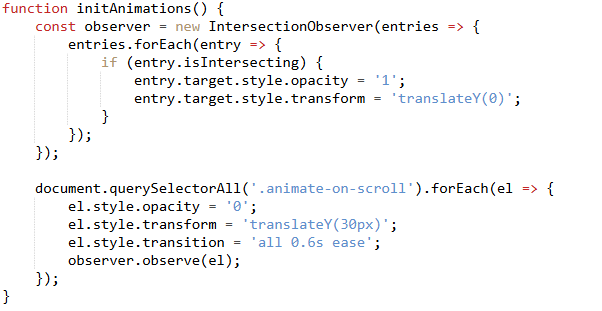 function initAnimations() {
    const observer = new IntersectionObserver(entries => {
        entries.forEach(entry => {
            if (entry.isIntersecting) {
                entry.target.style.opacity = '1';
                entry.target.style.transform = 'translateY(0)';
            }
        });
    });

    document.querySelectorAll('.animate-on-scroll').forEach(el => {
        el.style.opacity = '0';
        el.style.transform = 'translateY(30px)';
        el.style.transition = 'all 0.6s ease';
        observer.observe(el);
    });
}